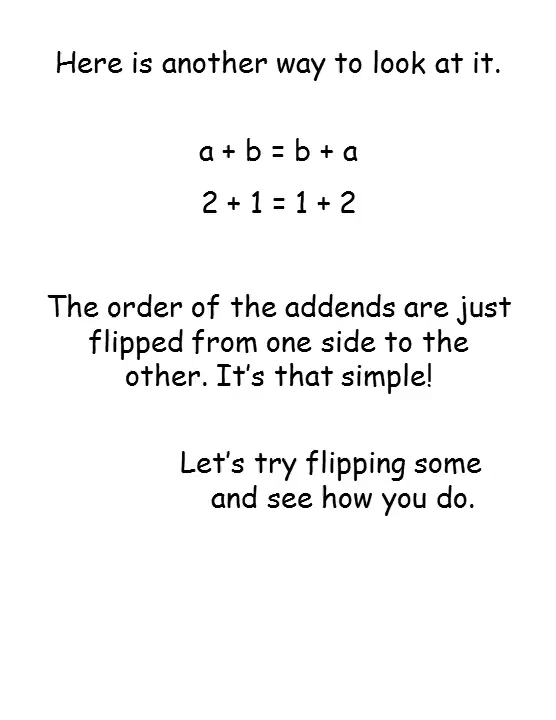 Here is another way to look at it.
a + b = b + a
2 + 1 = 1 + 2
The order of the addends are just
flipped from one side to the
other. It's that simple!
Let's try flipping some
and see how you do.